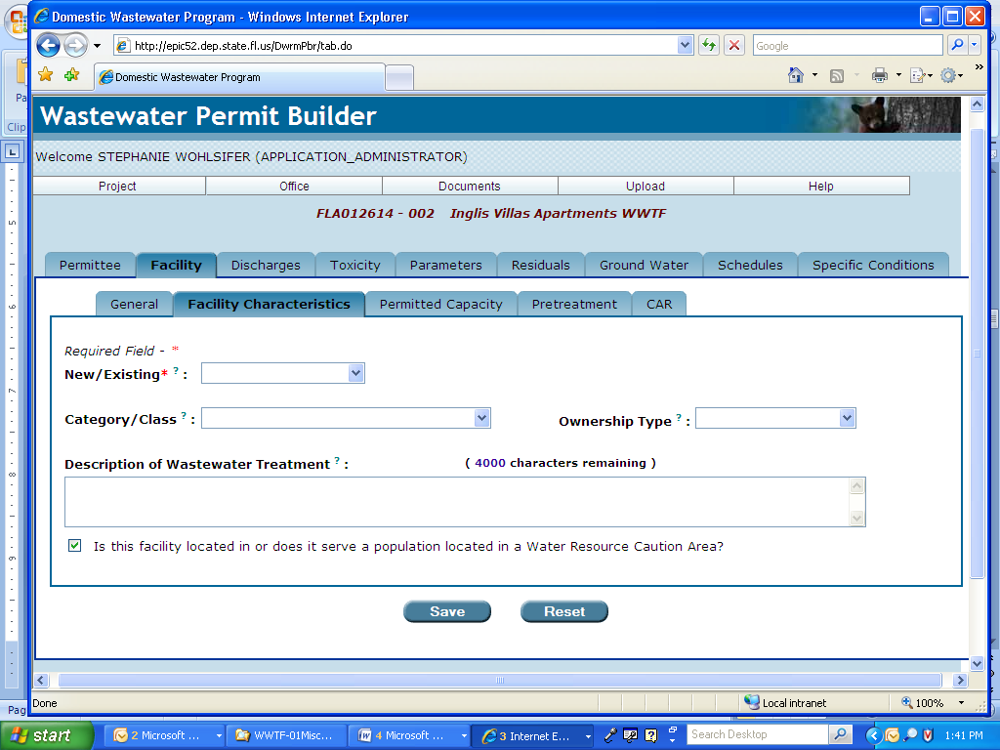 Domestic Wastewater Program - Windows Internet Explorer
http://epic52.dep.state.fl.us/DwrmPbr/tab.do
Google
Domestic Wastewater Program
Pa
Clip
Wastewater Permit Builder
Welcome STEPHANIE WOHLSIFER (APPLICATION_ADMINISTRATOR)
Project Office Documents Upload Help
FLA012614 - 002 Inglis Villas Apartments WWTF
Permittee Facility Discharges Toxicity Parameters Residuals Ground Water Schedules Specific Conditions
General Facility Characteristics Permitted Capacity Pretreatment CAR
Required Field - *
New/Existing* ? :
Category/Class ? : Ownership Type ? :
Description of Wastewater Treatment ? : ( 4000 characters remaining )
Is this facility located in or does it serve a population located in a Water Resource Caution Area?
Save Reset
Pag
Done Local intranet 100%
start 2 Microsoft ... WWTF-01Misc... 4 Microsoft ... 3 Internet E... Search Desktop 1:41 PM